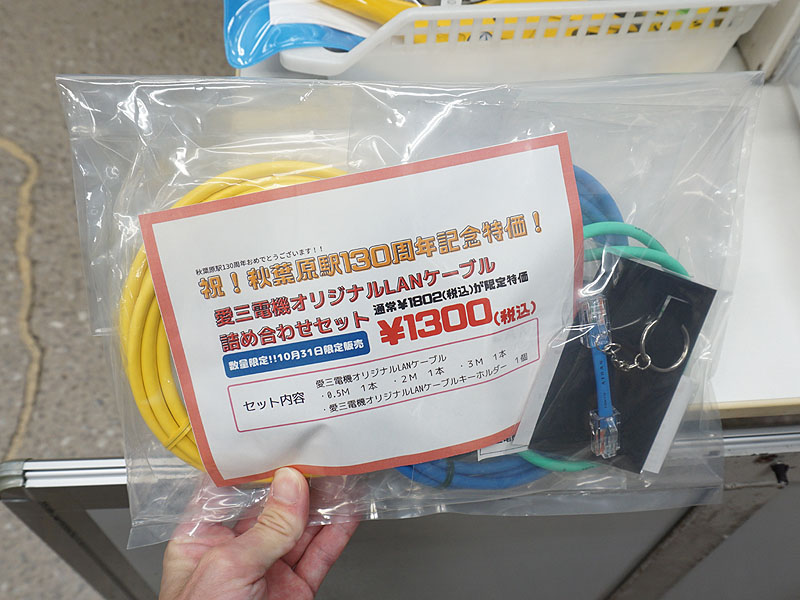 秋葉原駅130周年おめでとうございます！！
祝！秋葉原駅130周年記念特価！
愛三電機オリジナルLANケーブル
詰め合わせセット 通常¥1802(税込)が限定特価
¥1300(税込)
数量限定!!10月31日限定販売
セット内容
愛三電機オリジナルLANケーブル
・0.5M 1本 ・2M 1本 ・3M 1本
・愛三電機オリジナルLANケーブルキーホルダー 1個